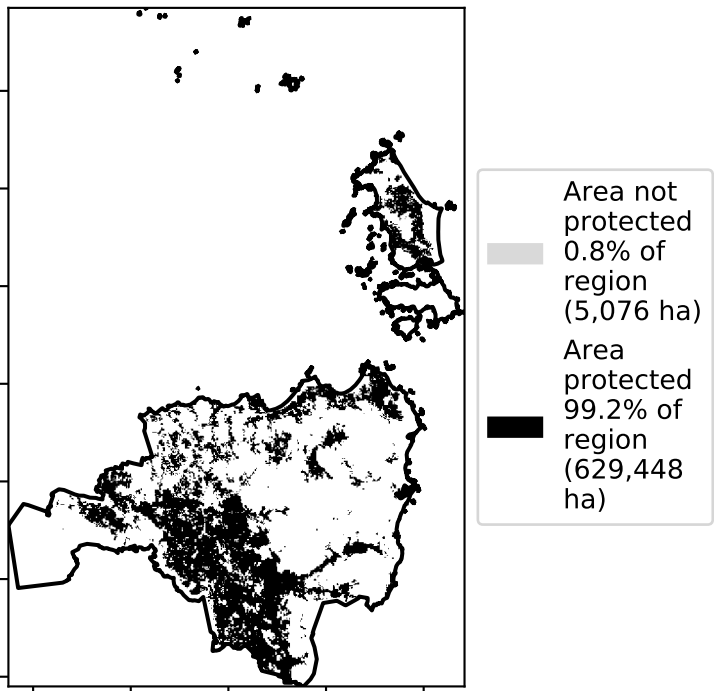 Area not
protected
0.8% of
region
(5,076 ha)
Area
protected
99.2% of
region
(629,448
ha)